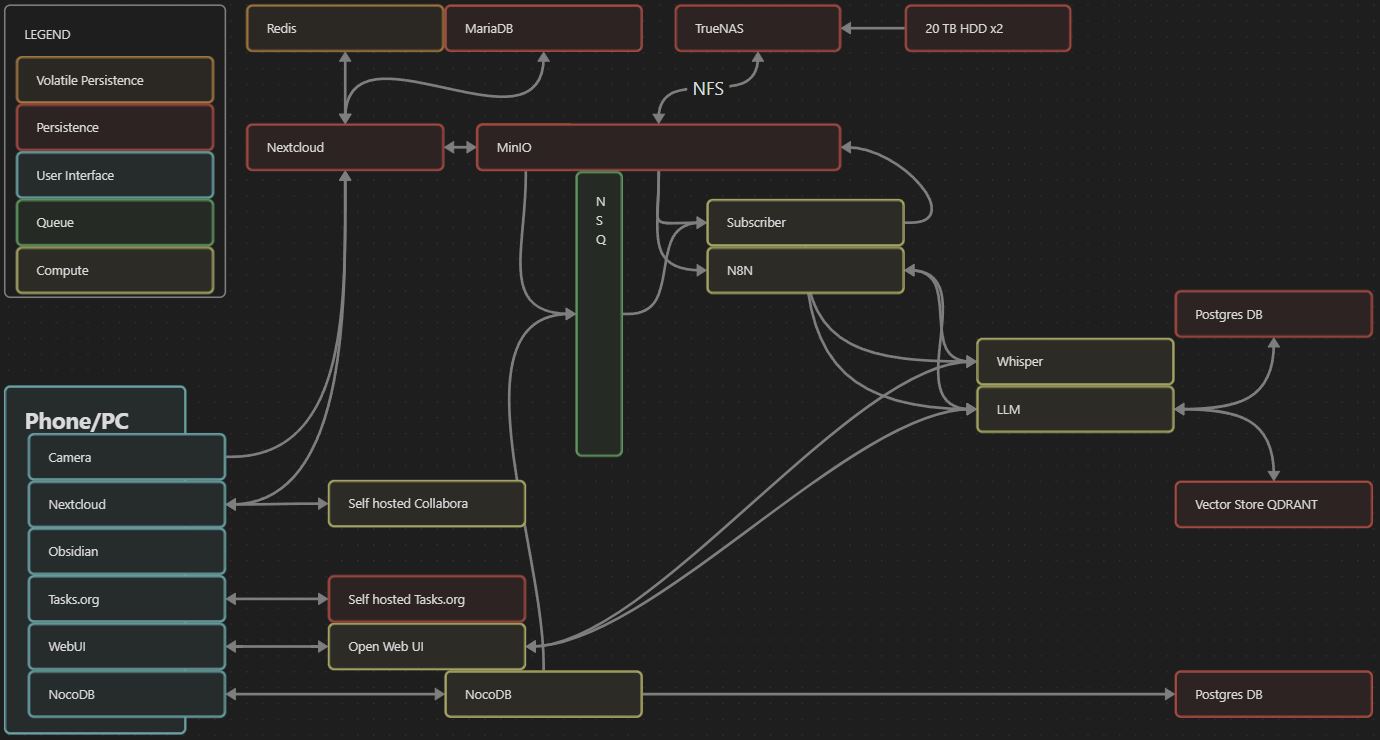 LEGEND
Volatile Persistence
Persistence
User Interface
Queue
Compute
Redis
MariaDB
TrueNAS
20 TB HDD x2
NFS
Nextcloud
MinIO
N
S
Q
Subscriber
N8N
Postgres DB
Whisper
LLM
Vector Store QDRANT
Phone/PC
Camera
Nextcloud
Self hosted Collabora
Obsidian
Tasks.org
Self hosted Tasks.org
WebUI
Open Web UI
NocoDB
NocoDB
Postgres DB